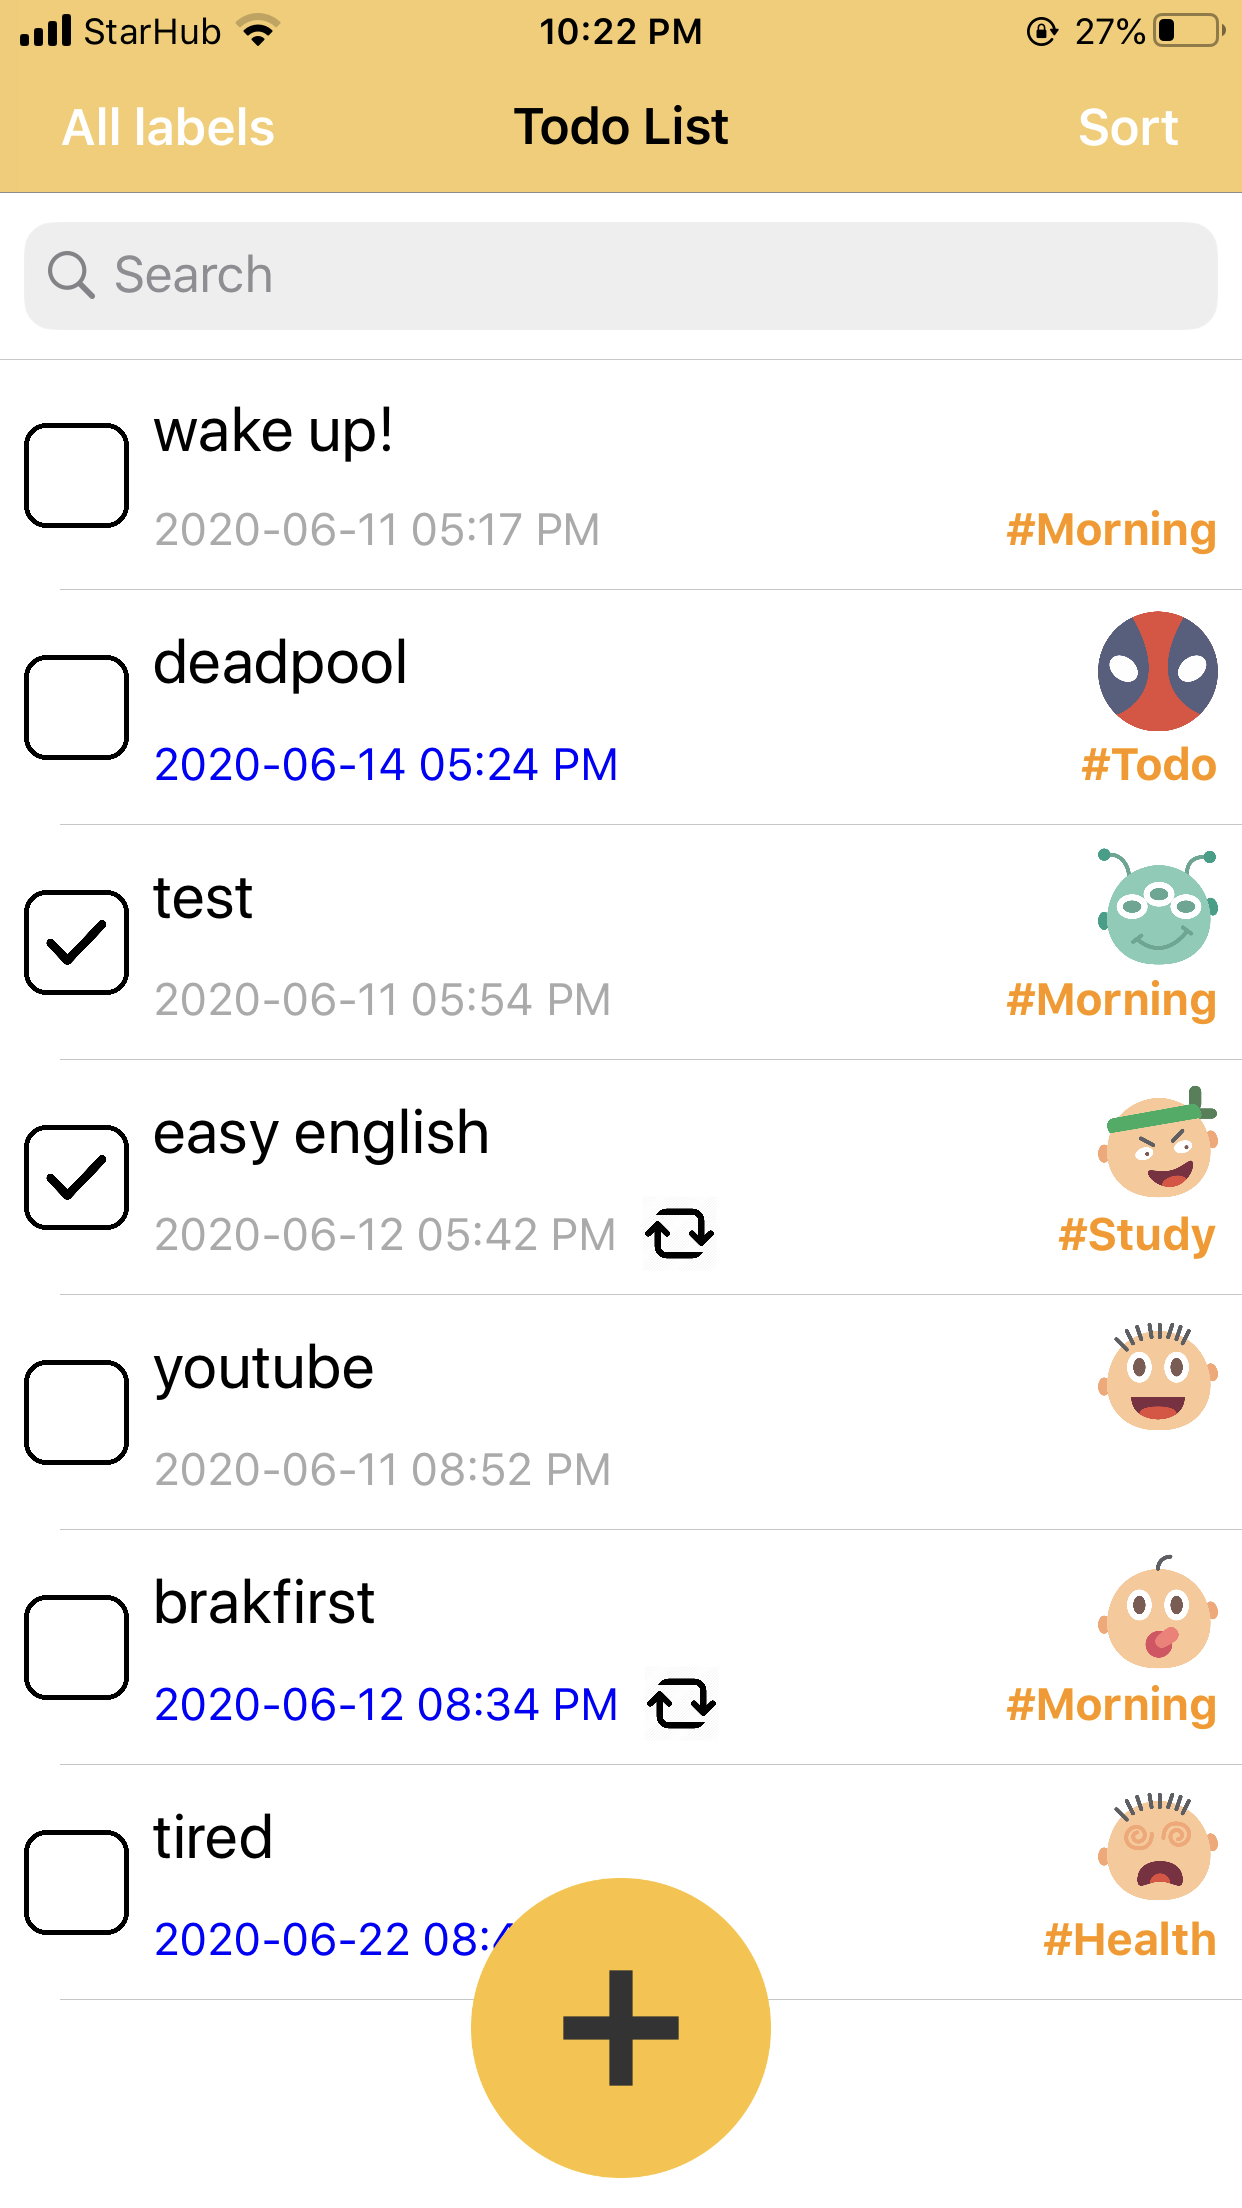 StarHub 10:22 PM 27%
All labels Todo List Sort
Search
wake up!
2020-06-11 05:17 PM #Morning
deadpool
2020-06-14 05:24 PM #Todo
test
2020-06-11 05:54 PM #Morning
easy english
2020-06-12 05:42 PM #Study
youtube
2020-06-11 08:52 PM
brakfirst
2020-06-12 08:34 PM #Morning
tired
2020-06-22 08: #Health